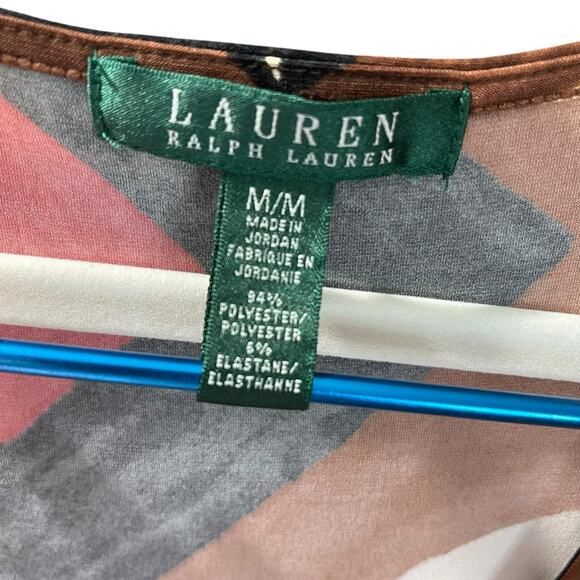 LAUREN
RALPH LAUREN
M/M
MADE IN
JORDAN
FABRIQUE EN
JORDANIE
94%
POLYESTER/
POLYESTER
6%
ELASTANE/
ELASTHANNE